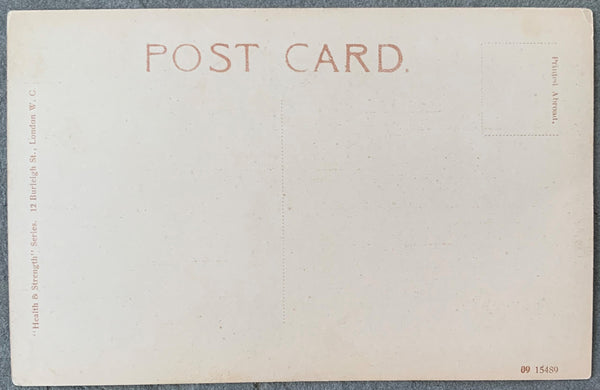 POST CARD.
"Health & Strength" Series. 12 Burleigh St., London W. C.
Printed Abroad.
09 15489